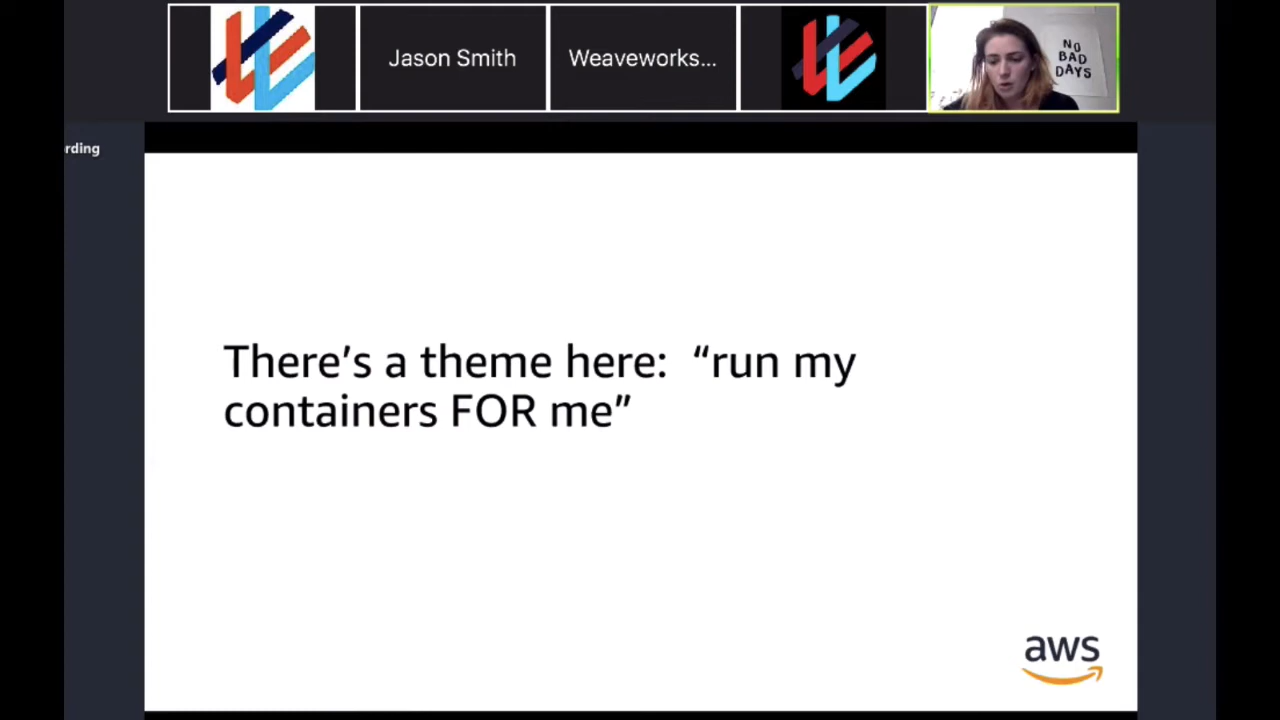 Jason Smith
Weaveworks...
NO
BAD
DAYS
rding
There’s a theme here:  “run my
containers FOR me”
aws